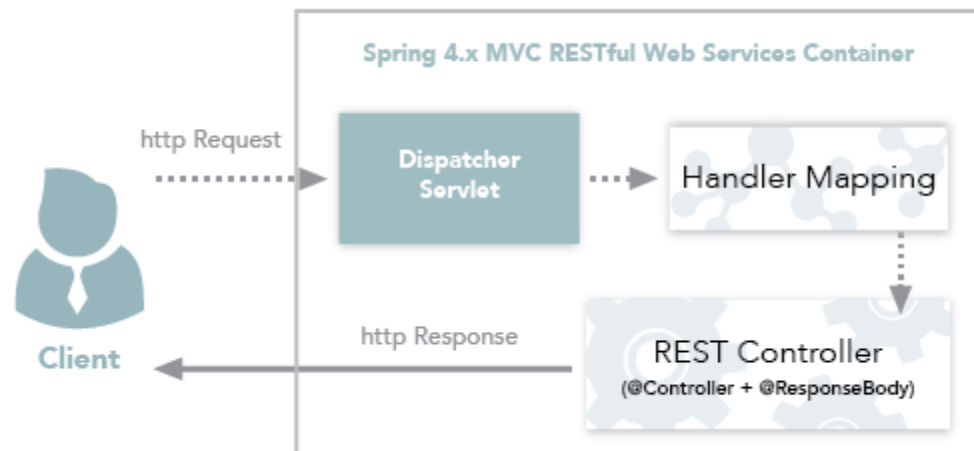 Spring 4.x MVC RESTful Web Services Container
http Request
Dispatcher
Servlet
Handler Mapping
Client
http Response
REST Controller
(@Controller + @ResponseBody)